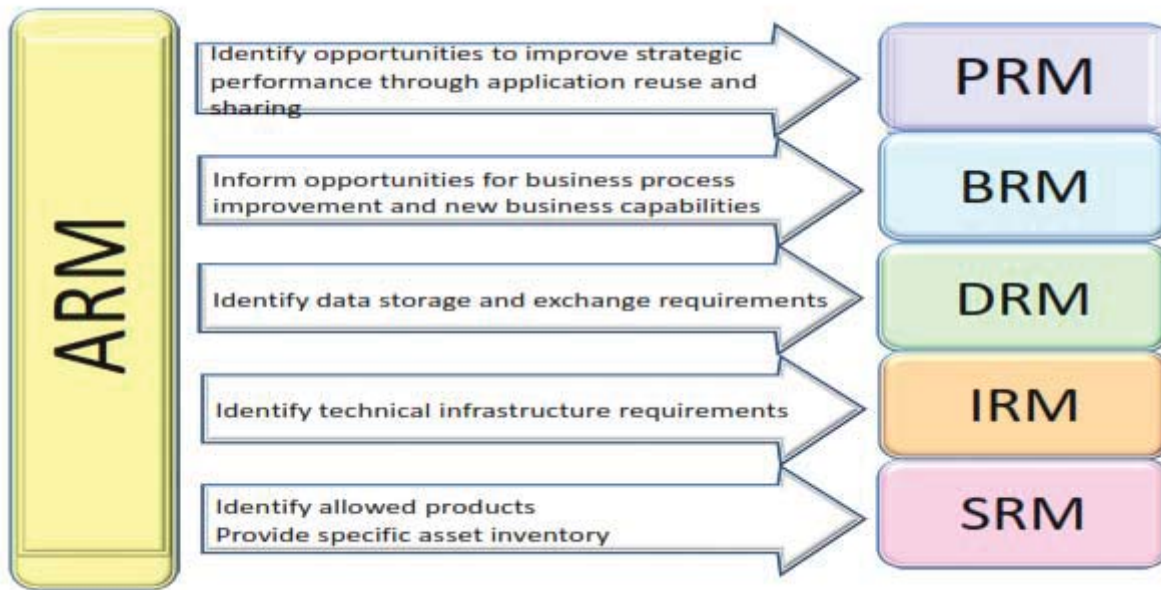 ARM
Identify opportunities to improve strategic
performance through application reuse and
sharing
PRM
Inform opportunities for business process
improvement and new business capabilities
BRM
Identify data storage and exchange requirements
DRM
Identify technical infrastructure requirements
IRM
Identify allowed products
Provide specific asset inventory
SRM